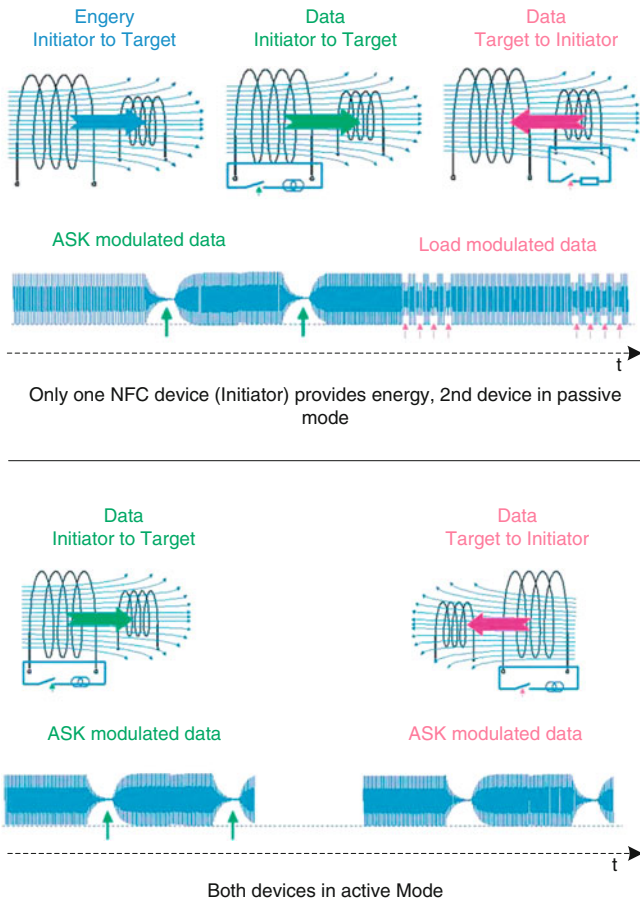 Engery
Initiator to Target
Data
Initiator to Target
Data
Target to Initiator
ASK modulated data
Load modulated data
t
Only one NFC device (Initiator) provides energy, 2nd device in passive
mode
Data
Initiator to Target
Data
Target to Initiator
ASK modulated data
ASK modulated data
t
Both devices in active Mode